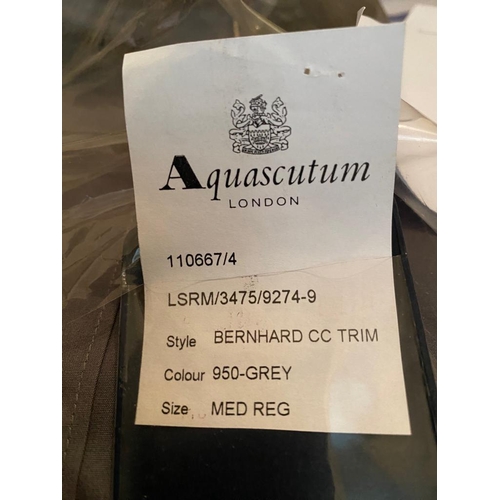 Aquascutum
LONDON
110667/4
LSRM/3475/9274-9
Style BERNHARD CC TRIM
Colour 950-GREY
Size MED REG